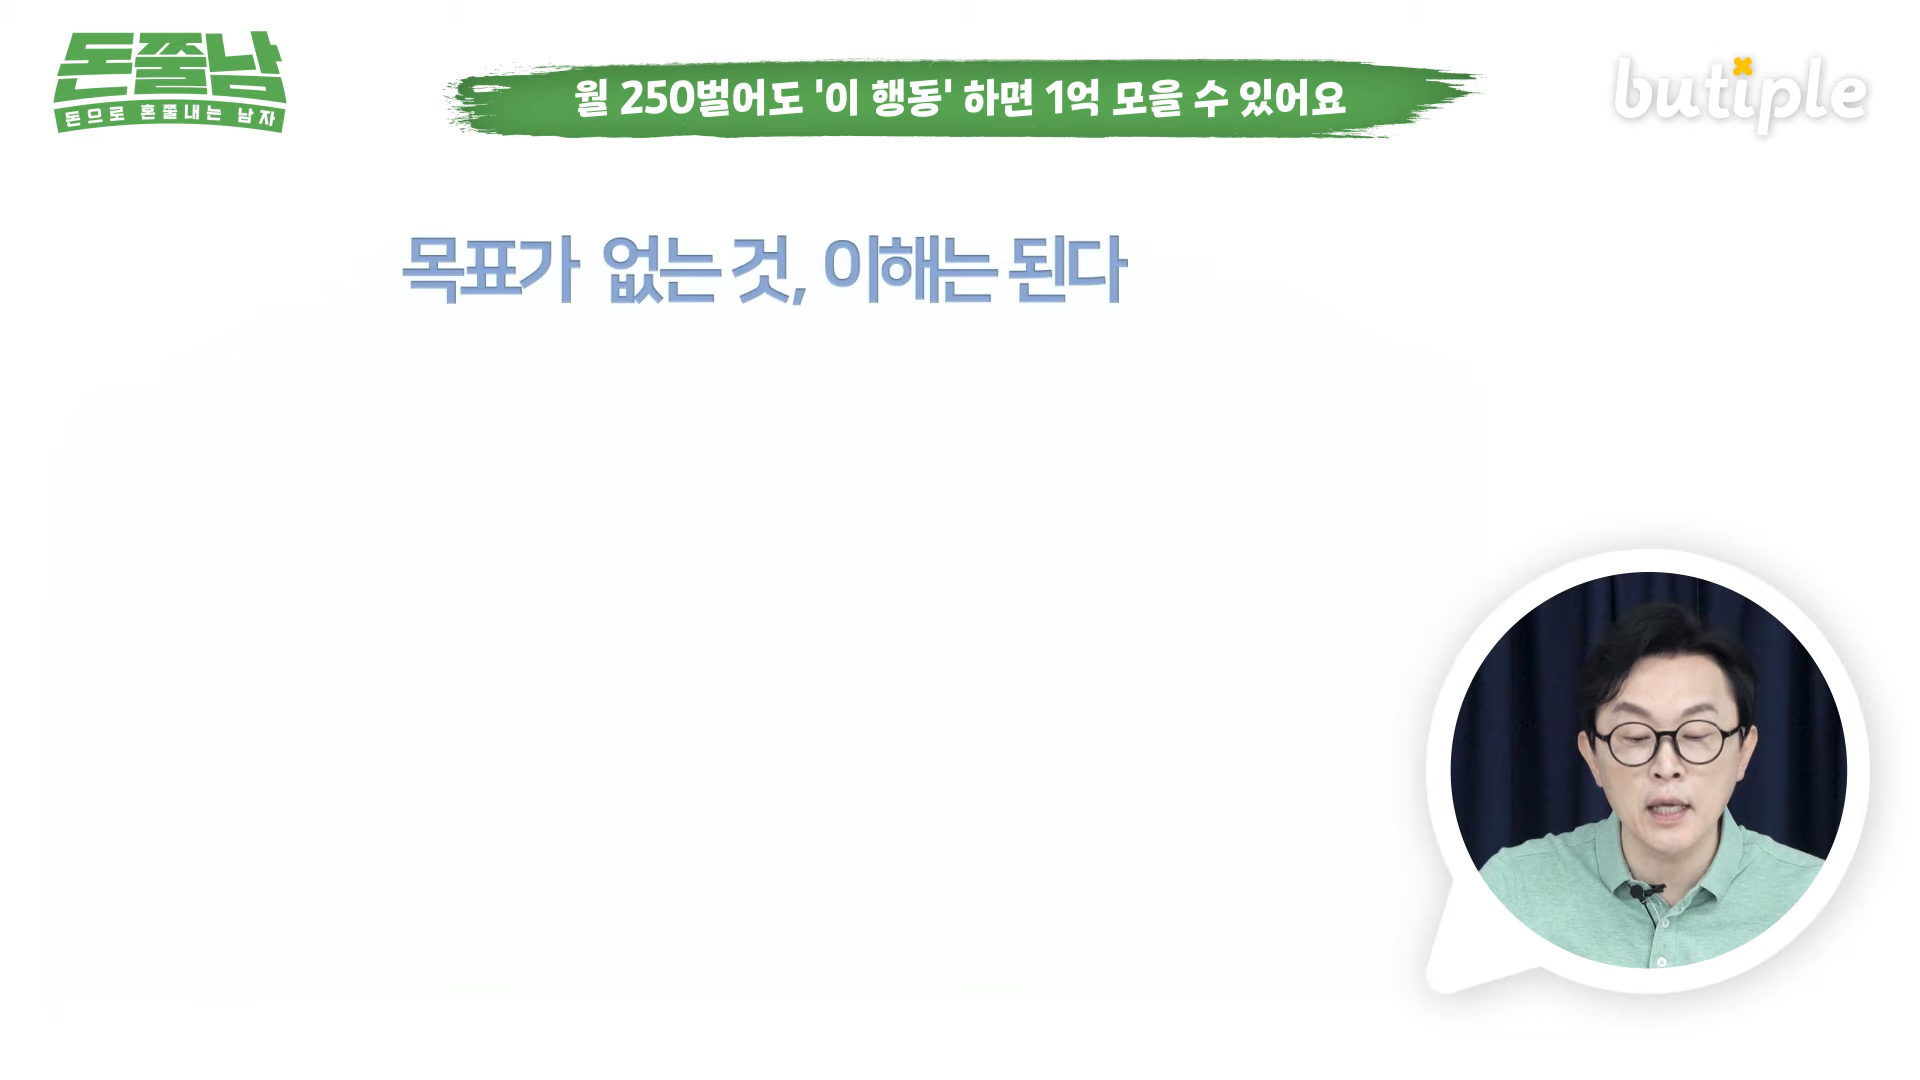 돈쭐남
돈으로 혼쭐내는 남자
월 250벌어도 '이 행동' 하면 1억 모을 수 있어요
butiple
목표가 없는 것, 이해는 된다